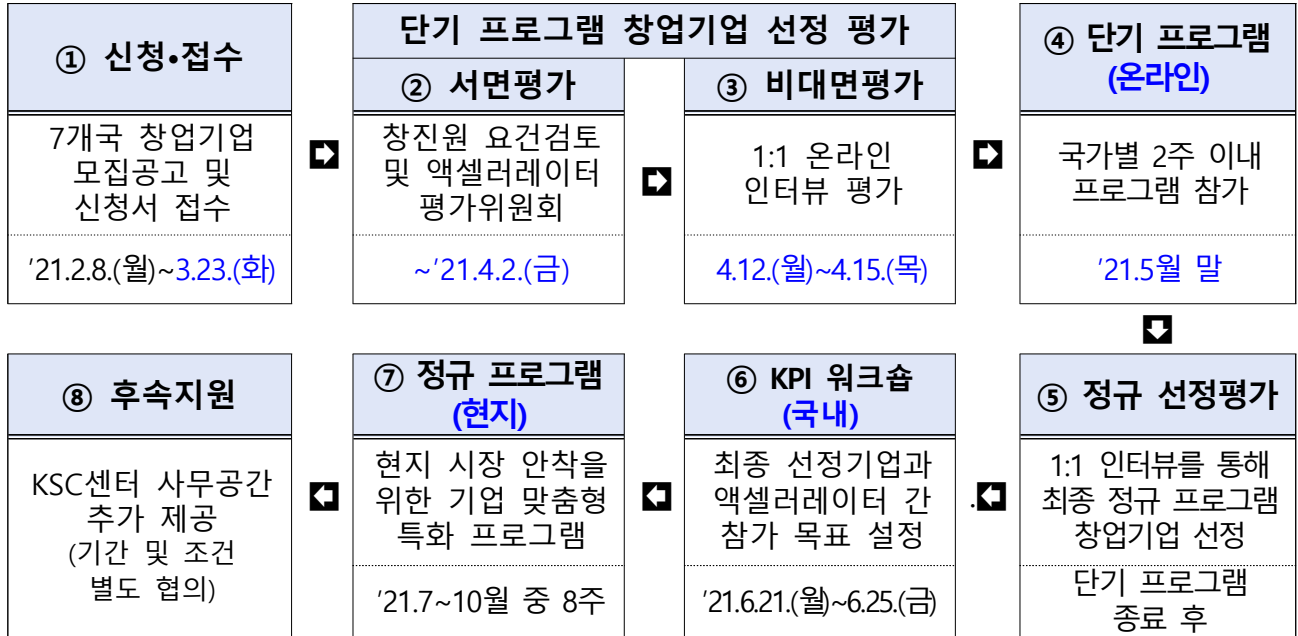 ① 신청•접수
7개국 창업기업
모집공고 및
신청서 접수
'21.2.8.(월)~3.23.(화)
단기 프로그램 창업기업 선정 평가
② 서면평가
창진원 요건검토
및 액셀러레이터
평가위원회
~'21.4.2.(금)
③ 비대면평가
1:1 온라인
인터뷰 평가
4.12.(월)~4.15.(목)
④ 단기 프로그램
(온라인)
국가별 2주 이내
프로그램 참가
'21.5월 말
⑤ 정규 선정평가
1:1 인터뷰를 통해
최종 정규 프로그램
창업기업 선정
단기 프로그램
종료 후
.
⑥ KPI 워크숍
(국내)
최종 선정기업과
액셀러레이터 간
참가 목표 설정
'21.6.21.(월)~6.25.(금)
⑦ 정규 프로그램
(현지)
현지 시장 안착을
위한 기업 맞춤형
특화 프로그램
'21.7~10월 중 8주
⑧ 후속지원
KSC센터 사무공간
추가 제공
(기간 및 조건
별도 협의)